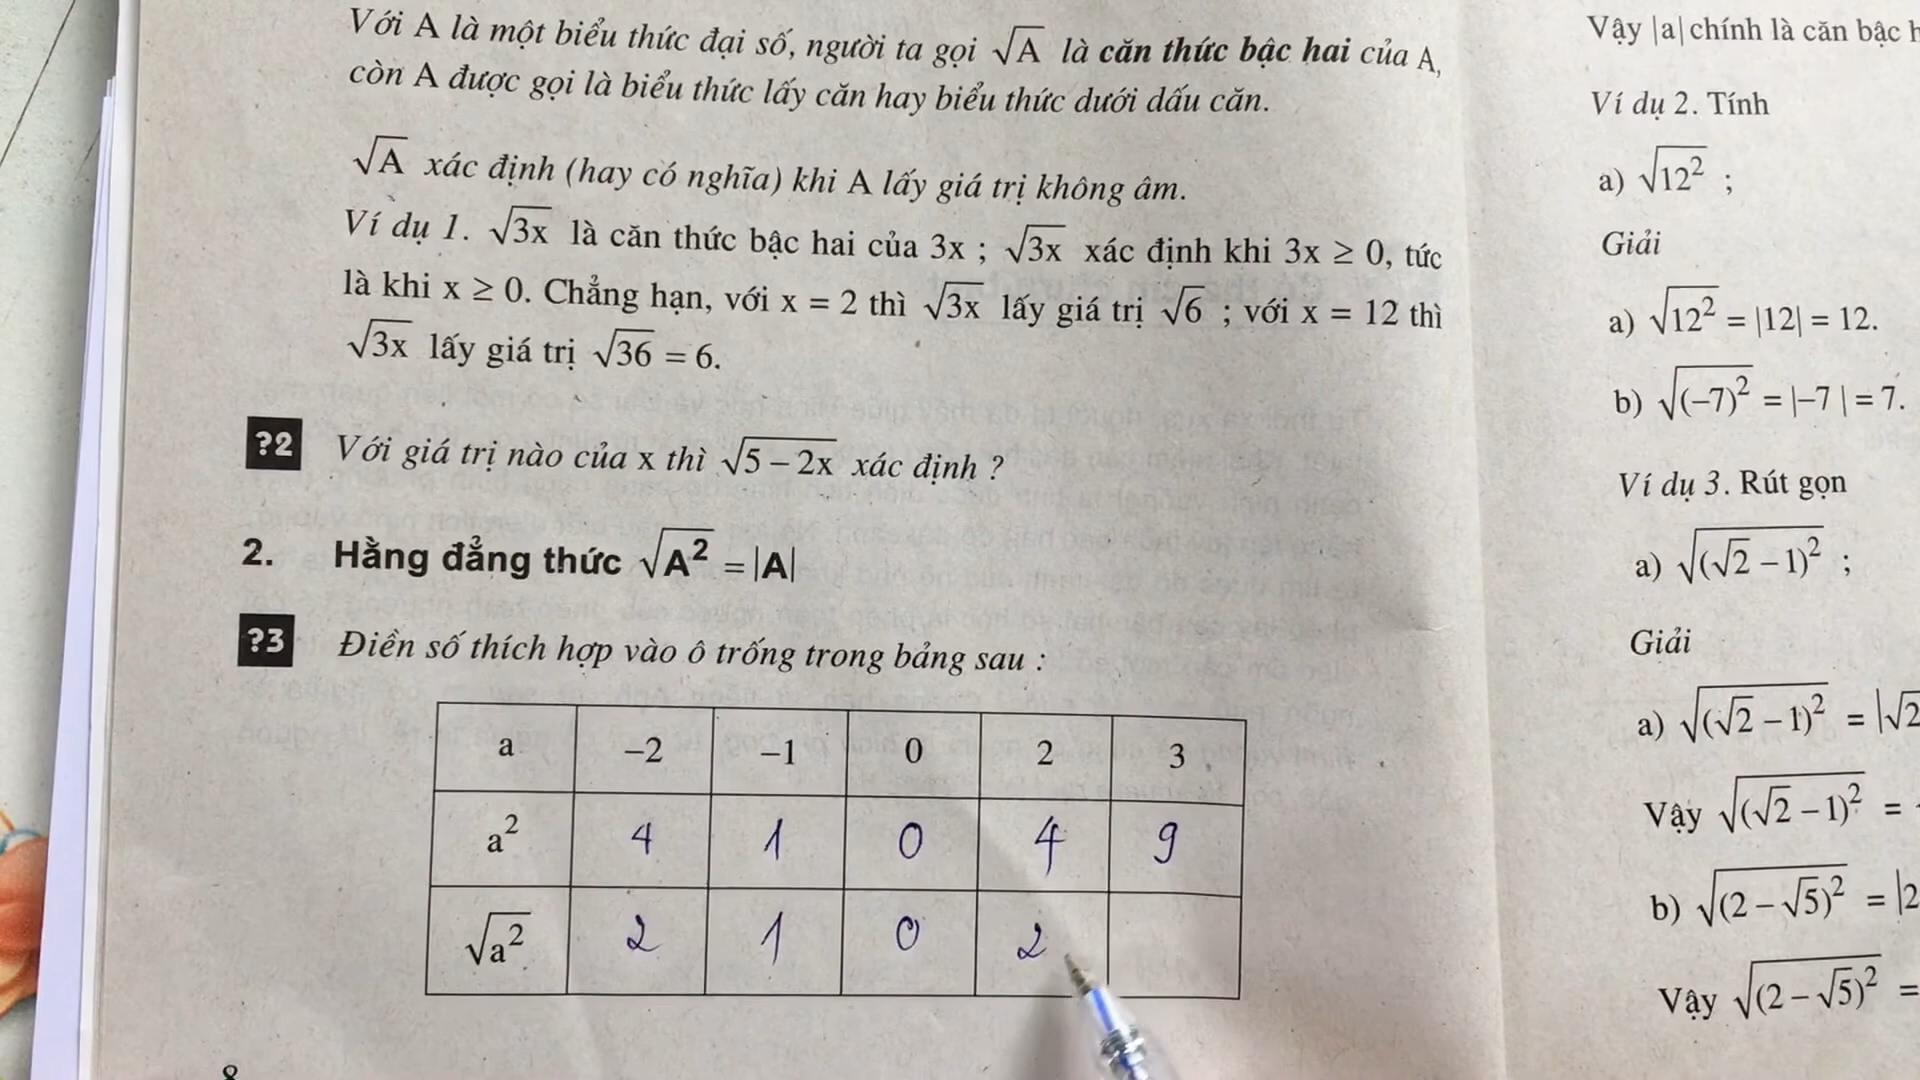 Với A là một biểu thức đại số, người ta gọi √A là căn thức bậc hai của A,
còn A được gọi là biểu thức lấy căn hay biểu thức dưới dấu căn.
√A xác định (hay có nghĩa) khi A lấy giá trị không âm.
Ví dụ 1. √3x là căn thức bậc hai của 3x ; √3x xác định khi 3x ≥ 0, tức
là khi x ≥ 0. Chẳng hạn, với x = 2 thì √3x lấy giá trị √6 ; với x = 12 thì
√3x lấy giá trị √36 = 6.
?2 Với giá trị nào của x thì √(5 – 2x) xác định ?
2. Hằng đẳng thức √A² = |A|
?3 Điền số thích hợp vào ô trống trong bảng sau :
a –2 –1 0 2 3
a² 4 1 0 4 9
√a² 2 1 0 2
8
Vậy |a| chính là căn bậc
Ví dụ 2. Tính
a) √12² ;
Giải
a) √12² = |12| = 12.
b) √(–7)² = |–7| = 7.
Ví dụ 3. Rút gọn
a) √(√2 – 1)² ;
Giải
a) √(√2 – 1)² = |√2
Vậy √(√2 – 1)² =
b) √(2 – √5)² = |2
Vậy √(2 – √5)² =